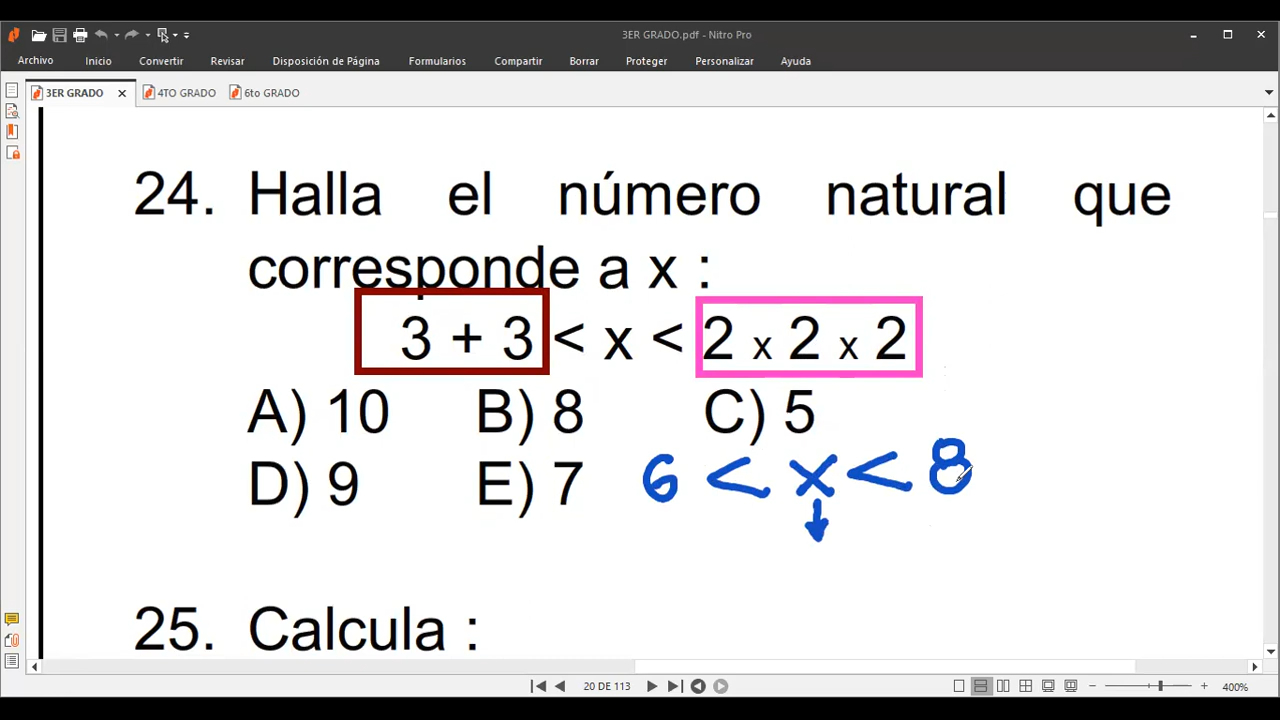 3ER GRADO.pdf - Nitro Pro
Archivo Inicio Convertir Revisar Disposición de Página Formularios Compartir Borrar Proteger Personalizar Ayuda
3ER GRADO 4TO GRADO 6to GRADO
24. Halla el número natural que
corresponde a x :
3 + 3 < x < 2 x 2 x 2
A) 10 B) 8 C) 5
D) 9 E) 7 6 < x < 8
25. Calcula :
20 DE 113 400%